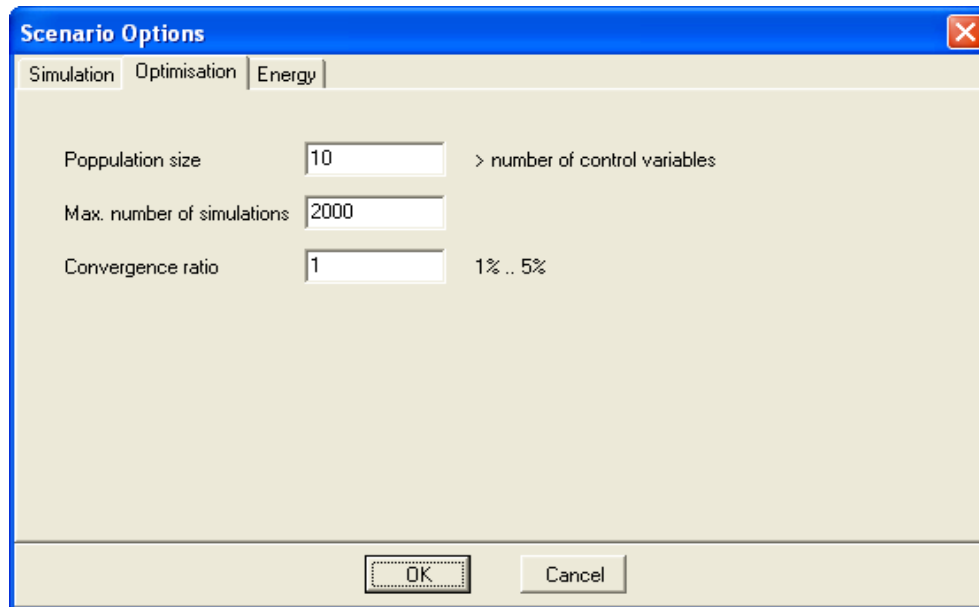 Scenario Options
Simulation Optimisation Energy
Poppulation size 10 > number of control variables
Max. number of simulations 2000
Convergence ratio 1 1% .. 5%
OK Cancel